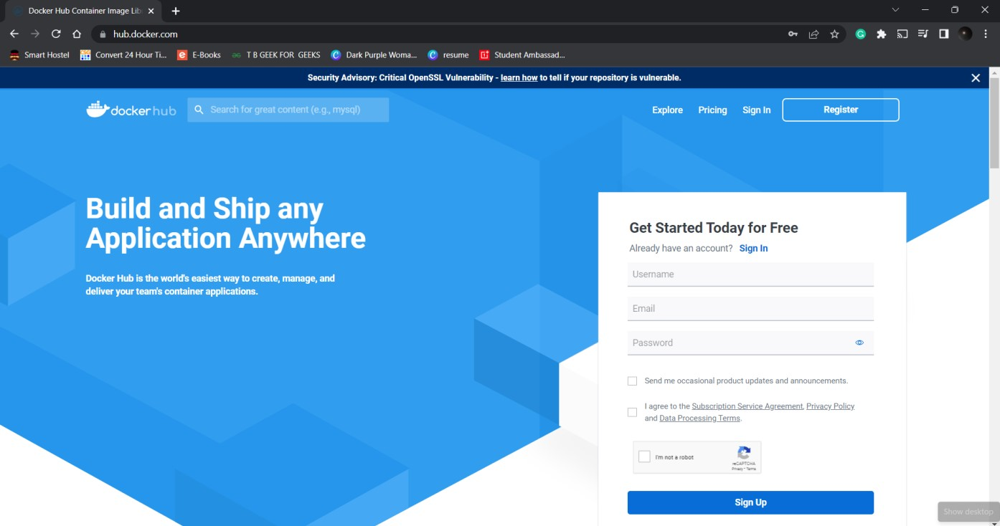 Docker Hub Container Image Lib
hub.docker.com
Smart Hostel
Convert 24 Hour Ti...
E-Books
T B GEEK FOR GEEKS
Dark Purple Woma...
resume
Student Ambassad...
Security Advisory: Critical OpenSSL Vulnerability - learn how to tell if your repository is vulnerable.
docker hub
Search for great content (e.g., mysql)
Explore
Pricing
Sign In
Register
Build and Ship any
Application Anywhere
Docker Hub is the world's easiest way to create, manage, and
deliver your team's container applications.
Get Started Today for Free
Already have an account? Sign In
Username
Email
Password
Send me occasional product updates and announcements.
I agree to the Subscription Service Agreement, Privacy Policy
and Data Processing Terms.
I'm not a robot
reCAPTCHA
Privacy - Terms
Sign Up
Show desktop